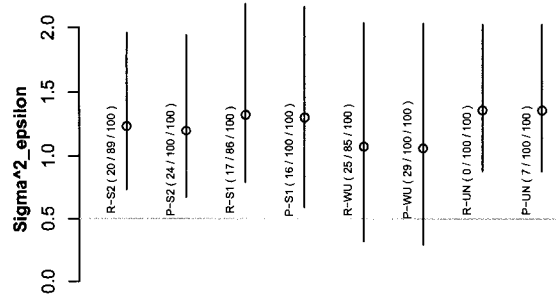 Sigma^2_epsilon
2.0
1.5
1.0
0.5
0.0
R-S2 ( 20 / 89 / 100 )
P-S2 ( 24 / 100 / 100 )
R-S1 ( 17 / 86 / 100 )
P-S1 ( 16 / 100 / 100 )
R-WU ( 25 / 85 / 100 )
P-WU ( 29 / 100 / 100 )
R-UN ( 0 / 100 / 100 )
P-UN ( 7 / 100 / 100 )